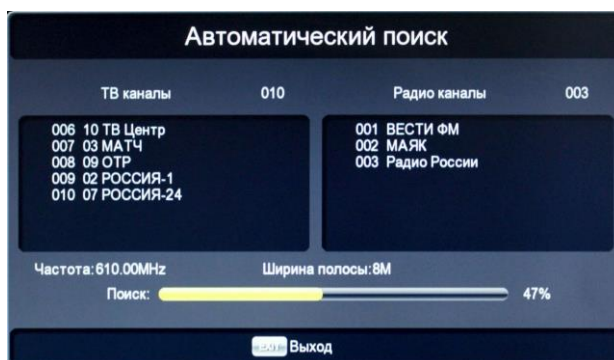 Автоматический поиск
ТВ каналы 010 Радио каналы 003
006 10 ТВ Центр
007 03 МАТЧ
008 09 ОТР
009 02 РОССИЯ-1
010 07 РОССИЯ-24
001 ВЕСТИ ФМ
002 МАЯК
003 Радио России
Частота:610.00MHz Ширина полосы:8M
Поиск: 47%
EXIT Выход